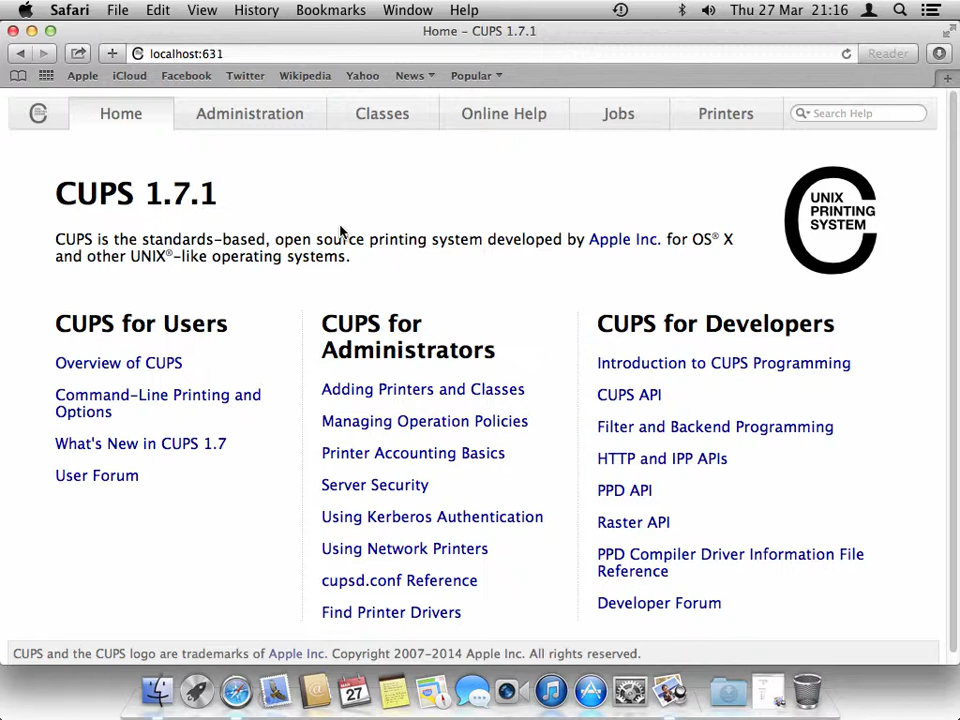 Safari File Edit View History Bookmarks Window Help Thu 27 Mar 21:16
Home – CUPS 1.7.1
localhost:631
Reader
Apple iCloud Facebook Twitter Wikipedia Yahoo News Popular
Home Administration Classes Online Help Jobs Printers Search Help
CUPS 1.7.1
CUPS is the standards-based, open source printing system developed by Apple Inc. for OS® X
and other UNIX®-like operating systems.
UNIX
PRINTING
SYSTEM
CUPS for Users
Overview of CUPS
Command-Line Printing and
Options
What's New in CUPS 1.7
User Forum
CUPS for
Administrators
Adding Printers and Classes
Managing Operation Policies
Printer Accounting Basics
Server Security
Using Kerberos Authentication
Using Network Printers
cupsd.conf Reference
Find Printer Drivers
CUPS for Developers
Introduction to CUPS Programming
CUPS API
Filter and Backend Programming
HTTP and IPP APIs
PPD API
Raster API
PPD Compiler Driver Information File
Reference
Developer Forum
CUPS and the CUPS logo are trademarks of Apple Inc. Copyright 2007-2014 Apple Inc. All rights reserved.
27